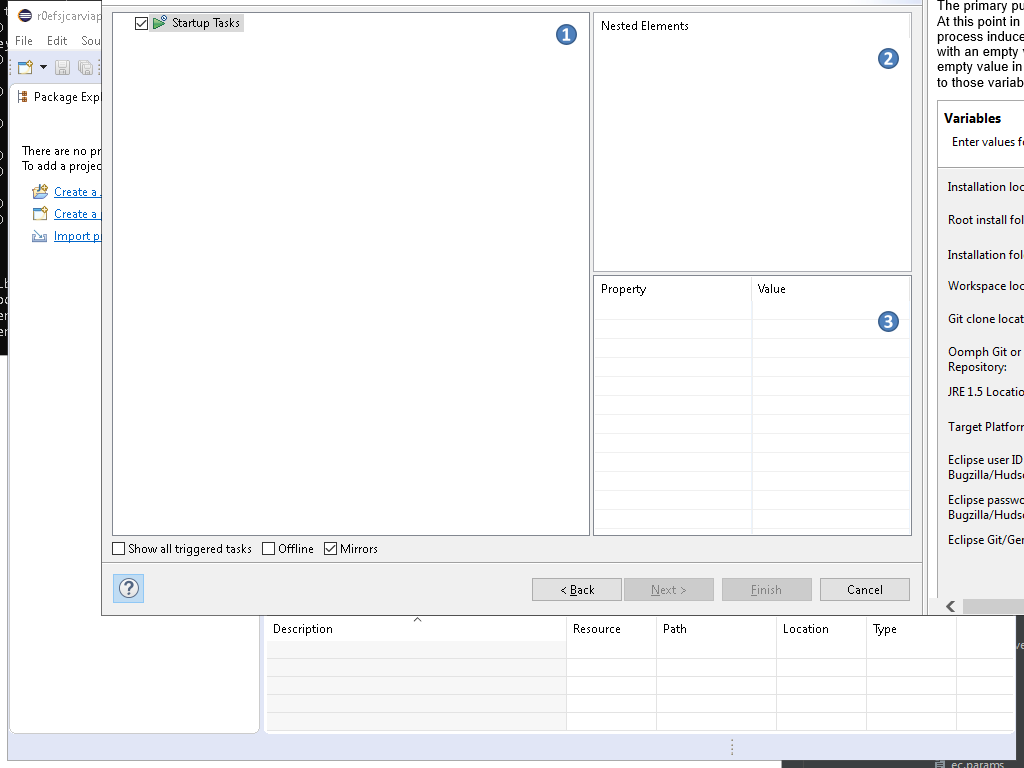 r0efsjcarviap
File Edit Sou
Package Expl
There are no pr
To add a projec
Create a
Create a
Import p
Startup Tasks
1
Nested Elements
2
Property Value
3
Show all triggered tasks Offline Mirrors
?
< Back Next > Finish Cancel
Description Resource Path Location Type
The primary pu
At this point in
process induce
with an empty
empty value in
to those variab
Variables
Enter values fo
Installation loc
Root install fol
Installation fol
Workspace loc
Git clone locat
Oomph Git or
Repository:
JRE 1.5 Locatio
Target Platforr
Eclipse user ID
Bugzilla/Huds
Eclipse passwo
Bugzilla/Huds
Eclipse Git/Ger
ec.params